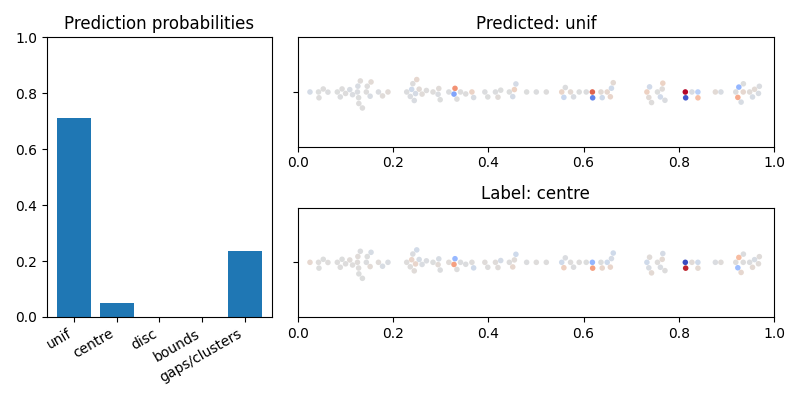 Prediction probabilities
1.0
0.8
0.6
0.4
0.2
0.0
unif
centre
disc
bounds
gaps/clusters
Predicted: unif
0.0 0.2 0.4 0.6 0.8 1.0
Label: centre
0.0 0.2 0.4 0.6 0.8 1.0